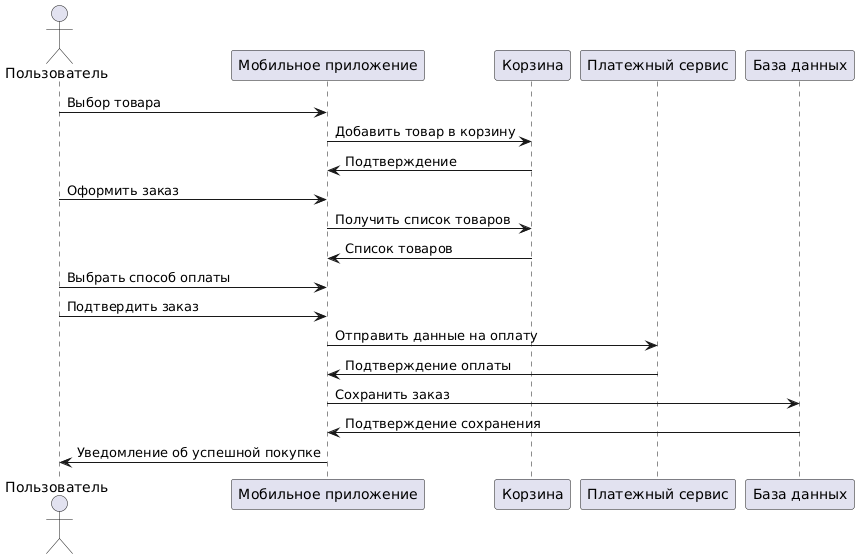 Пользователь
Мобильное приложение
Корзина
Платежный сервис
База данных
Выбор товара
Добавить товар в корзину
Подтверждение
Оформить заказ
Получить список товаров
Список товаров
Выбрать способ оплаты
Подтвердить заказ
Отправить данные на оплату
Подтверждение оплаты
Сохранить заказ
Подтверждение сохранения
Уведомление об успешной покупке
Пользователь
Мобильное приложение
Корзина
Платежный сервис
База данных